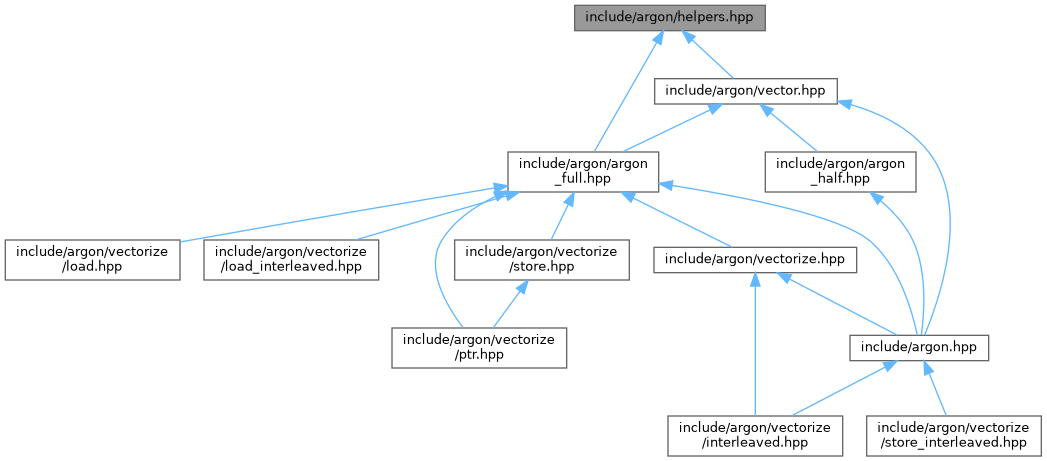 include/argon/helpers.hpp
include/argon/vector.hpp
include/argon/argon
_full.hpp
include/argon/argon
_half.hpp
include/argon/vectorize
/load.hpp
include/argon/vectorize
/load_interleaved.hpp
include/argon/vectorize
/store.hpp
include/argon/vectorize.hpp
include/argon/vectorize
/ptr.hpp
include/argon.hpp
include/argon/vectorize
/interleaved.hpp
include/argon/vectorize
/store_interleaved.hpp